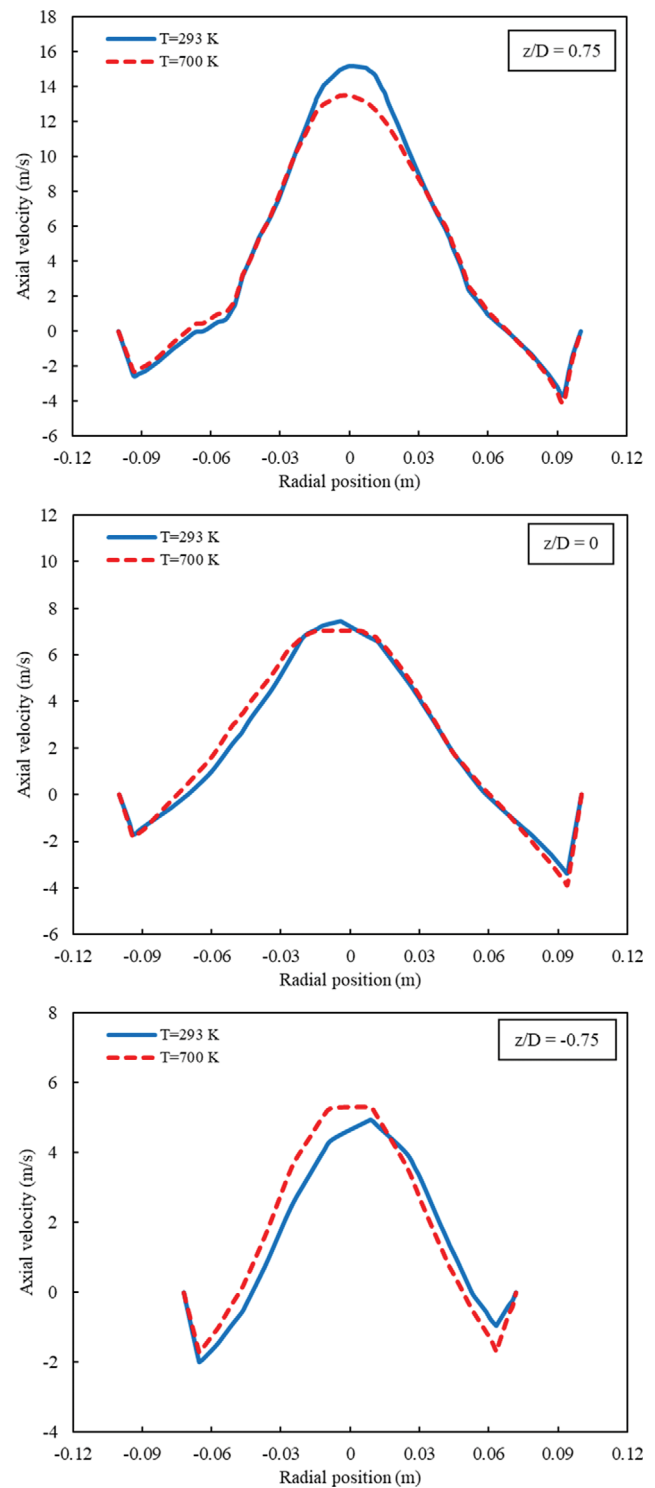 18
16
14
12
10
8
6
4
2
0
-2
-4
-6
Axial velocity (m/s)
T=293 K
T=700 K
z/D = 0.75
-0.12 -0.09 -0.06 -0.03 0 0.03 0.06 0.09 0.12
Radial position (m)
12
10
8
6
4
2
0
-2
-4
-6
Axial velocity (m/s)
T=293 K
T=700 K
z/D = 0
-0.12 -0.09 -0.06 -0.03 0 0.03 0.06 0.09 0.12
Radial position (m)
8
6
4
2
0
-2
-4
Axial velocity (m/s)
T=293 K
T=700 K
z/D = -0.75
-0.12 -0.09 -0.06 -0.03 0 0.03 0.06 0.09 0.12
Radial position (m)